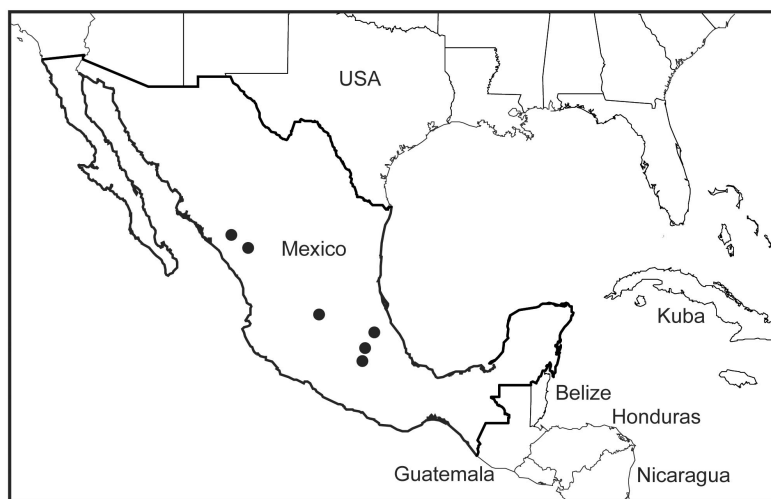 USA
Mexico
Kuba
Belize
Honduras
Guatemala
Nicaragua